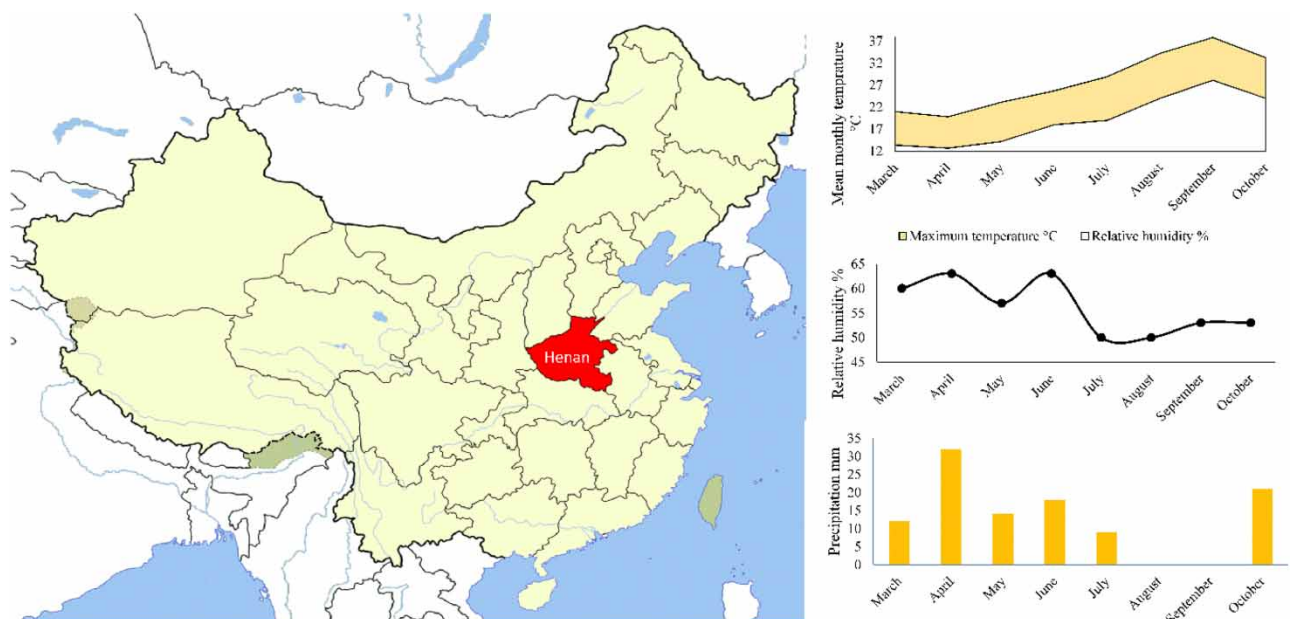 Henan
Mean monthly temprature
°C
37
32
27
22
17
12
March
April
May
June
July
August
September
October
Maximum temperature °C
Relative humidity %
Relative humidity %
65
60
55
50
45
March
April
May
June
July
August
September
October
Precipitation mm
35
30
25
20
15
10
5
0
March
April
May
June
July
August
September
October